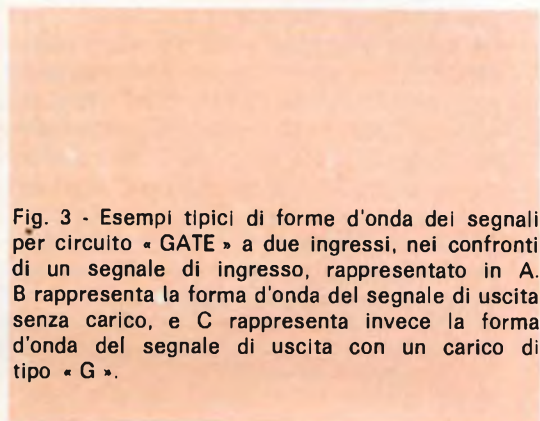 Fig. 3 - Esempi tipici di forme d'onda dei segnali
per circuito « GATE » a due ingressi, nei confronti
di un segnale di ingresso, rappresentato in A.
B rappresenta la forma d'onda del segnale di uscita
senza carico, e C rappresenta invece la forma
d'onda del segnale di uscita con un carico di
tipo « G ».